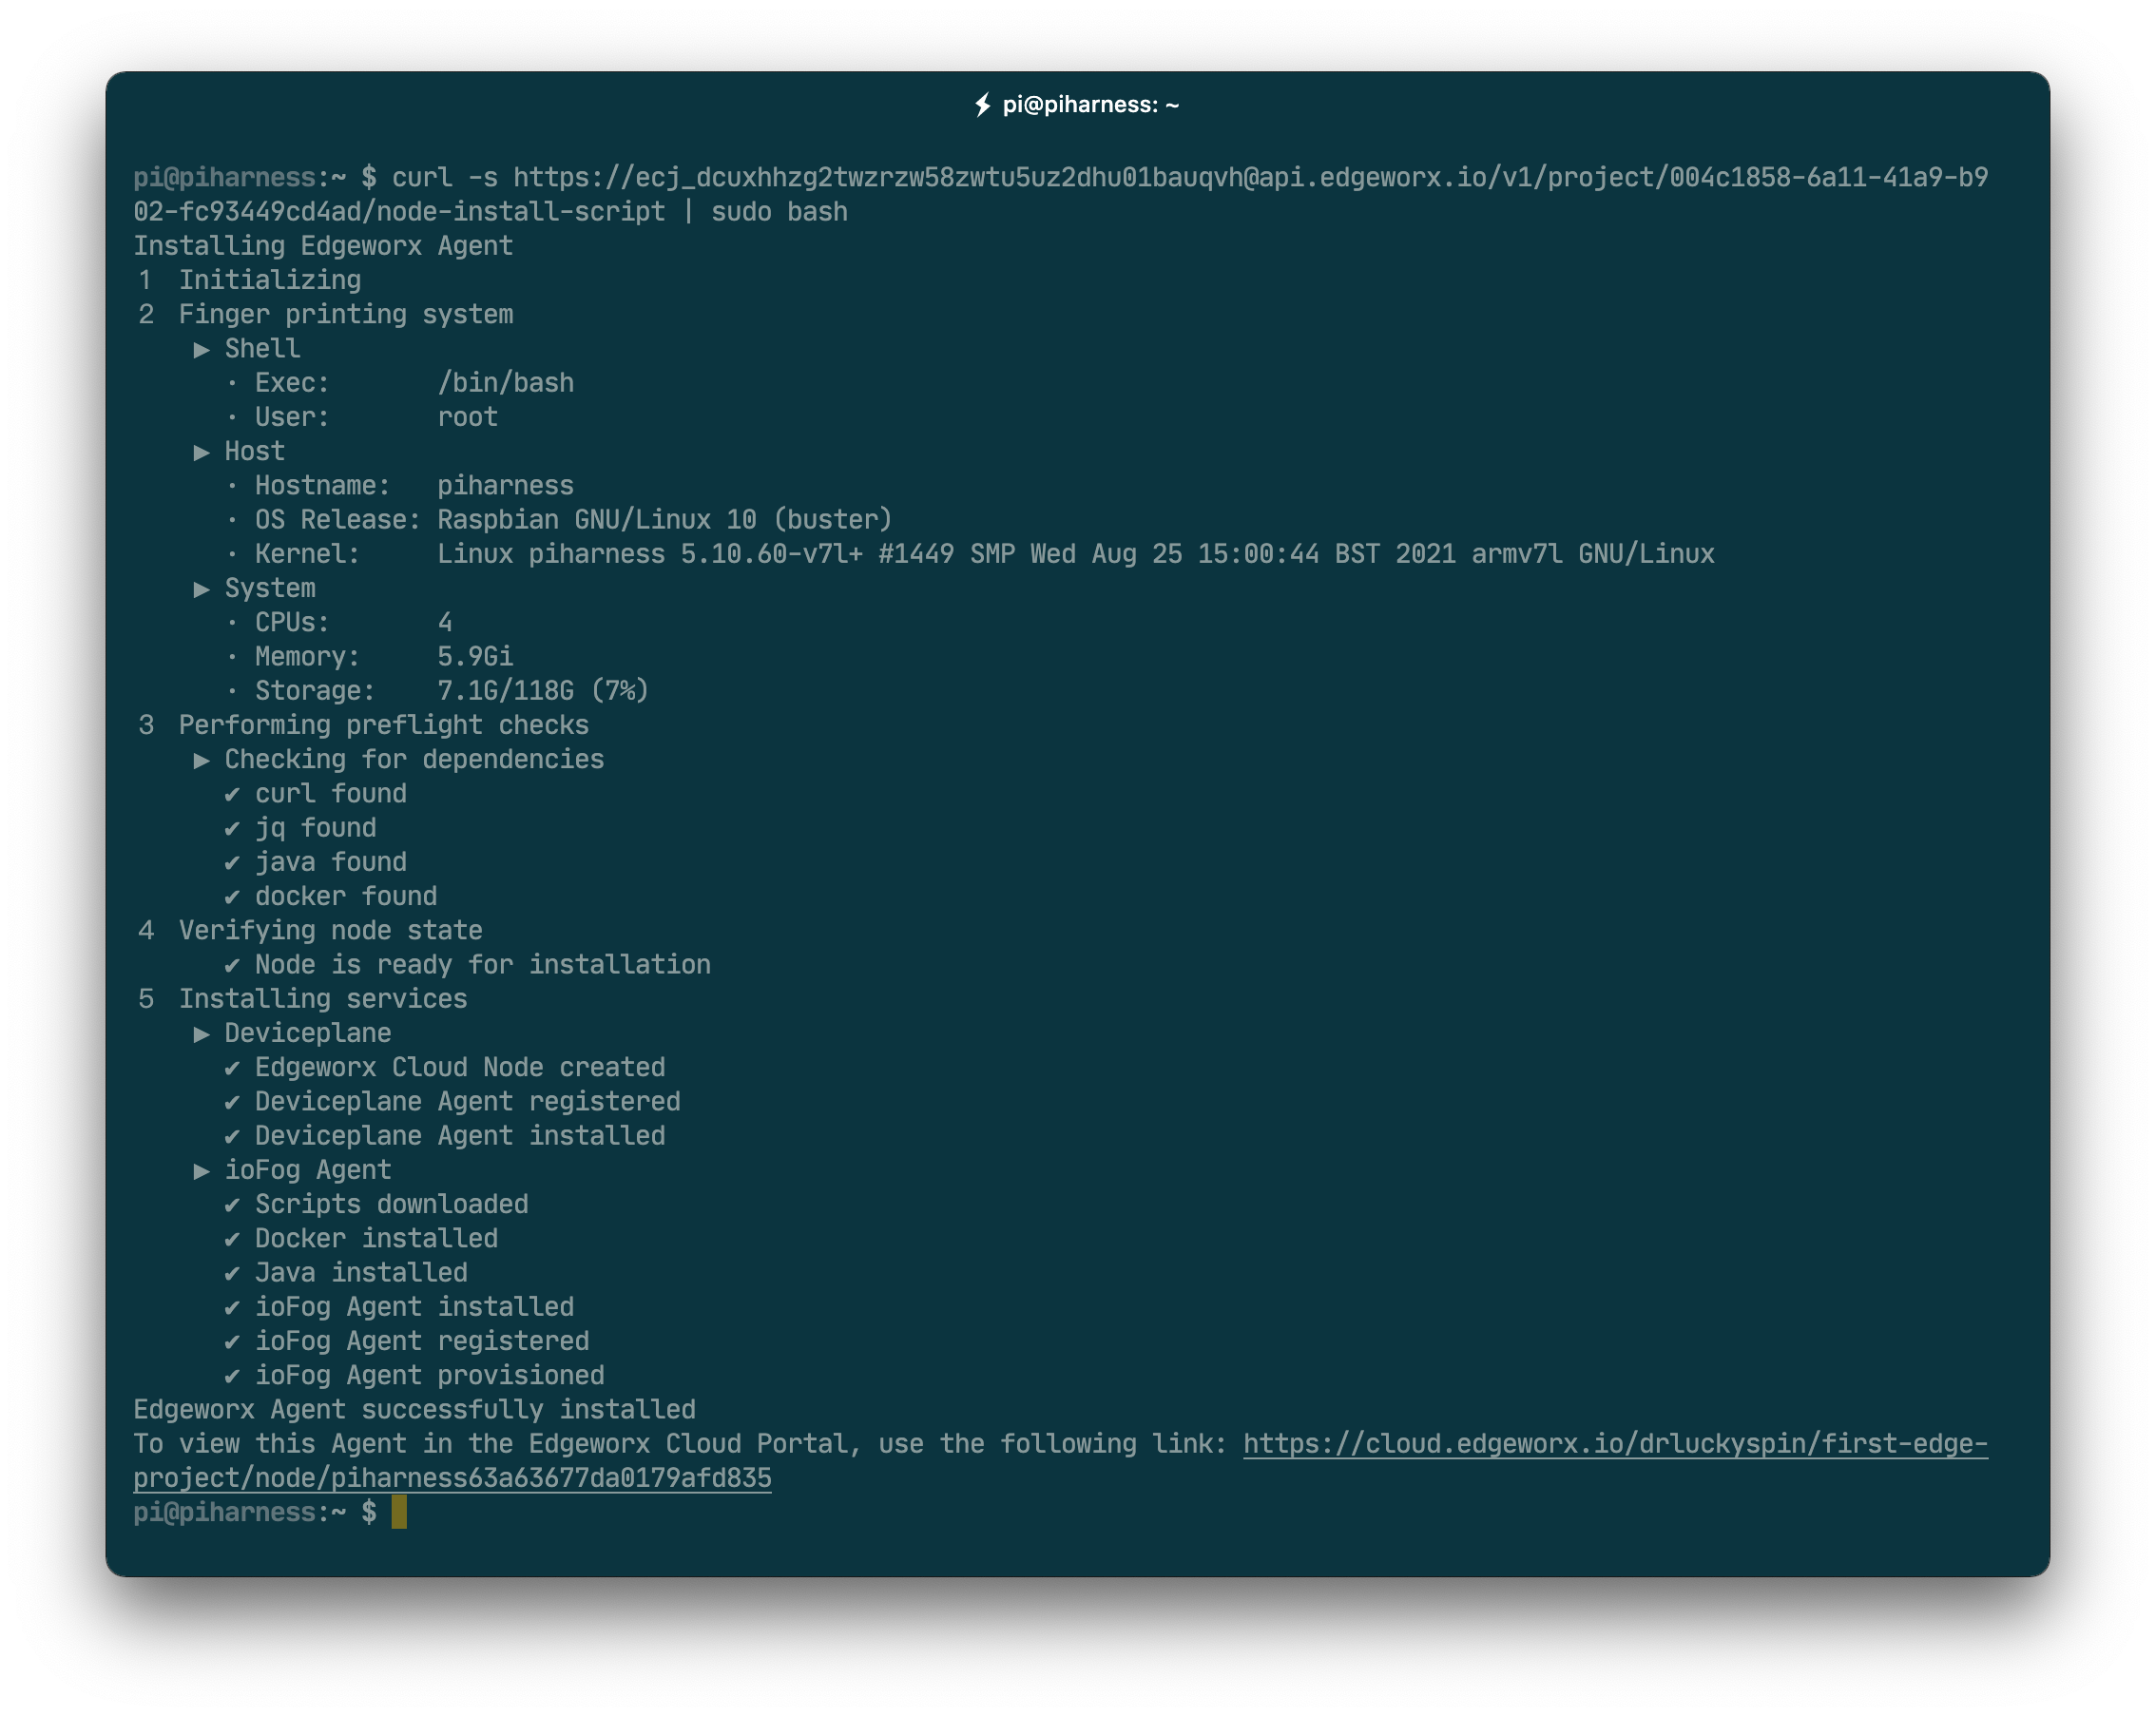 pi@piharness: ~
pi@piharness:~ $ curl -s https://ecj_dcuxhhzg2twzrzw58zwtu5uz2dhu01bauqvh@api.edgeworx.io/v1/project/004c1858-6a11-41a9-b9
02-fc93449cd4ad/node-install-script | sudo bash
Installing Edgeworx Agent
1 Initializing
2 Finger printing system
▶ Shell
· Exec: /bin/bash
· User: root
▶ Host
· Hostname: piharness
· OS Release: Raspbian GNU/Linux 10 (buster)
· Kernel: Linux piharness 5.10.60-v7l+ #1449 SMP Wed Aug 25 15:00:44 BST 2021 armv7l GNU/Linux
▶ System
· CPUs: 4
· Memory: 5.9Gi
· Storage: 7.1G/118G (7%)
3 Performing preflight checks
▶ Checking for dependencies
✔ curl found
✔ jq found
✔ java found
✔ docker found
4 Verifying node state
✔ Node is ready for installation
5 Installing services
▶ Deviceplane
✔ Edgeworx Cloud Node created
✔ Deviceplane Agent registered
✔ Deviceplane Agent installed
▶ ioFog Agent
✔ Scripts downloaded
✔ Docker installed
✔ Java installed
✔ ioFog Agent installed
✔ ioFog Agent registered
✔ ioFog Agent provisioned
Edgeworx Agent successfully installed
To view this Agent in the Edgeworx Cloud Portal, use the following link: https://cloud.edgeworx.io/drluckyspin/first-edge-
project/node/piharness63a63677da0179afd835
pi@piharness:~ $